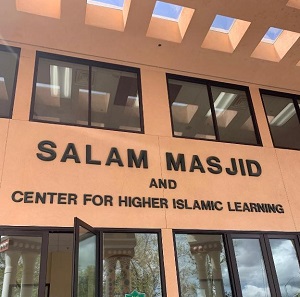 SALAM MASJID
AND
CENTER FOR HIGHER ISLAMIC LEARNING